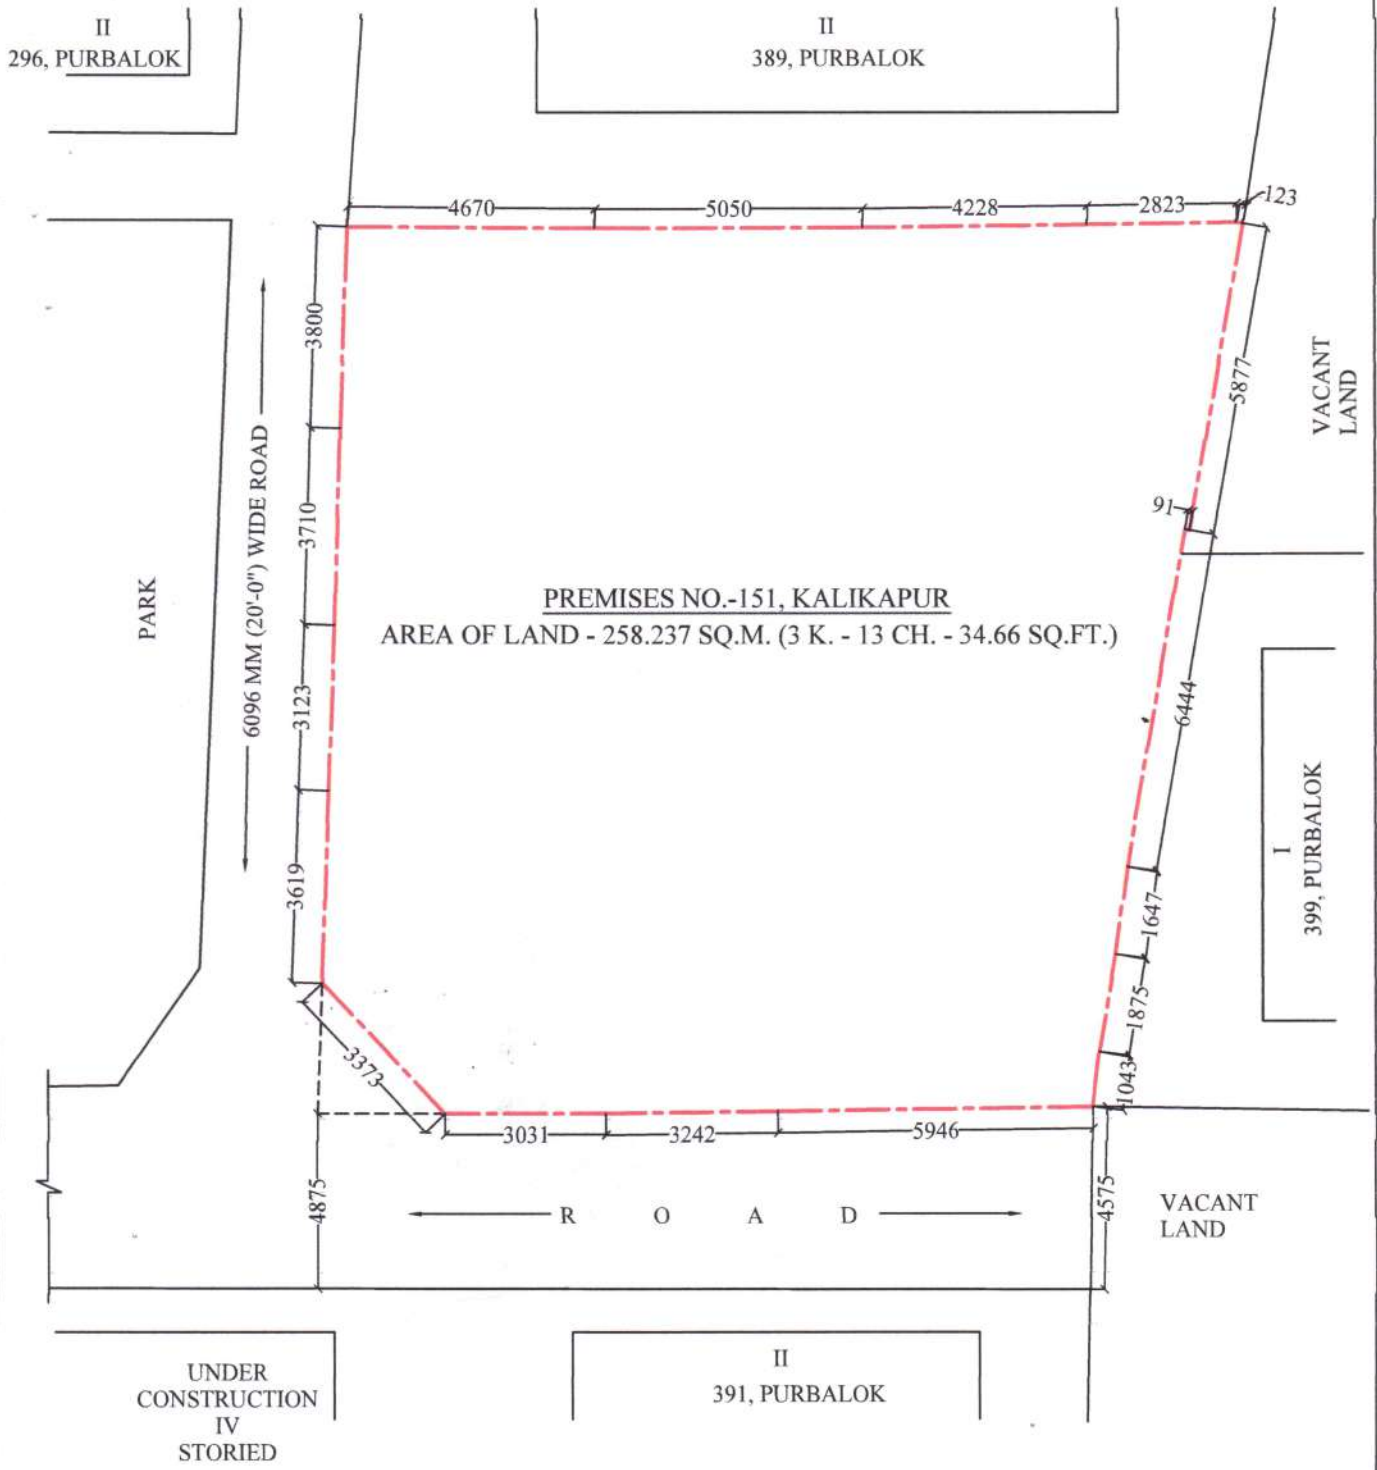 II
296, PURBALOK
II
389, PURBALOK
4670
5050
4228
2823
123
3800
3710
3123
3619
3373
6096 MM (20'-0") WIDE ROAD
PARK
5877
91
6444
1647
1875
1043
VACANT
LAND
PREMISES NO.-151, KALIKAPUR
AREA OF LAND - 258.237 SQ.M. (3 K. - 13 CH. - 34.66 SQ.FT.)
I
399, PURBALOK
3031
3242
5946
4875
R O A D
4575
VACANT
LAND
UNDER
CONSTRUCTION
IV
STORIED
II
391, PURBALOK